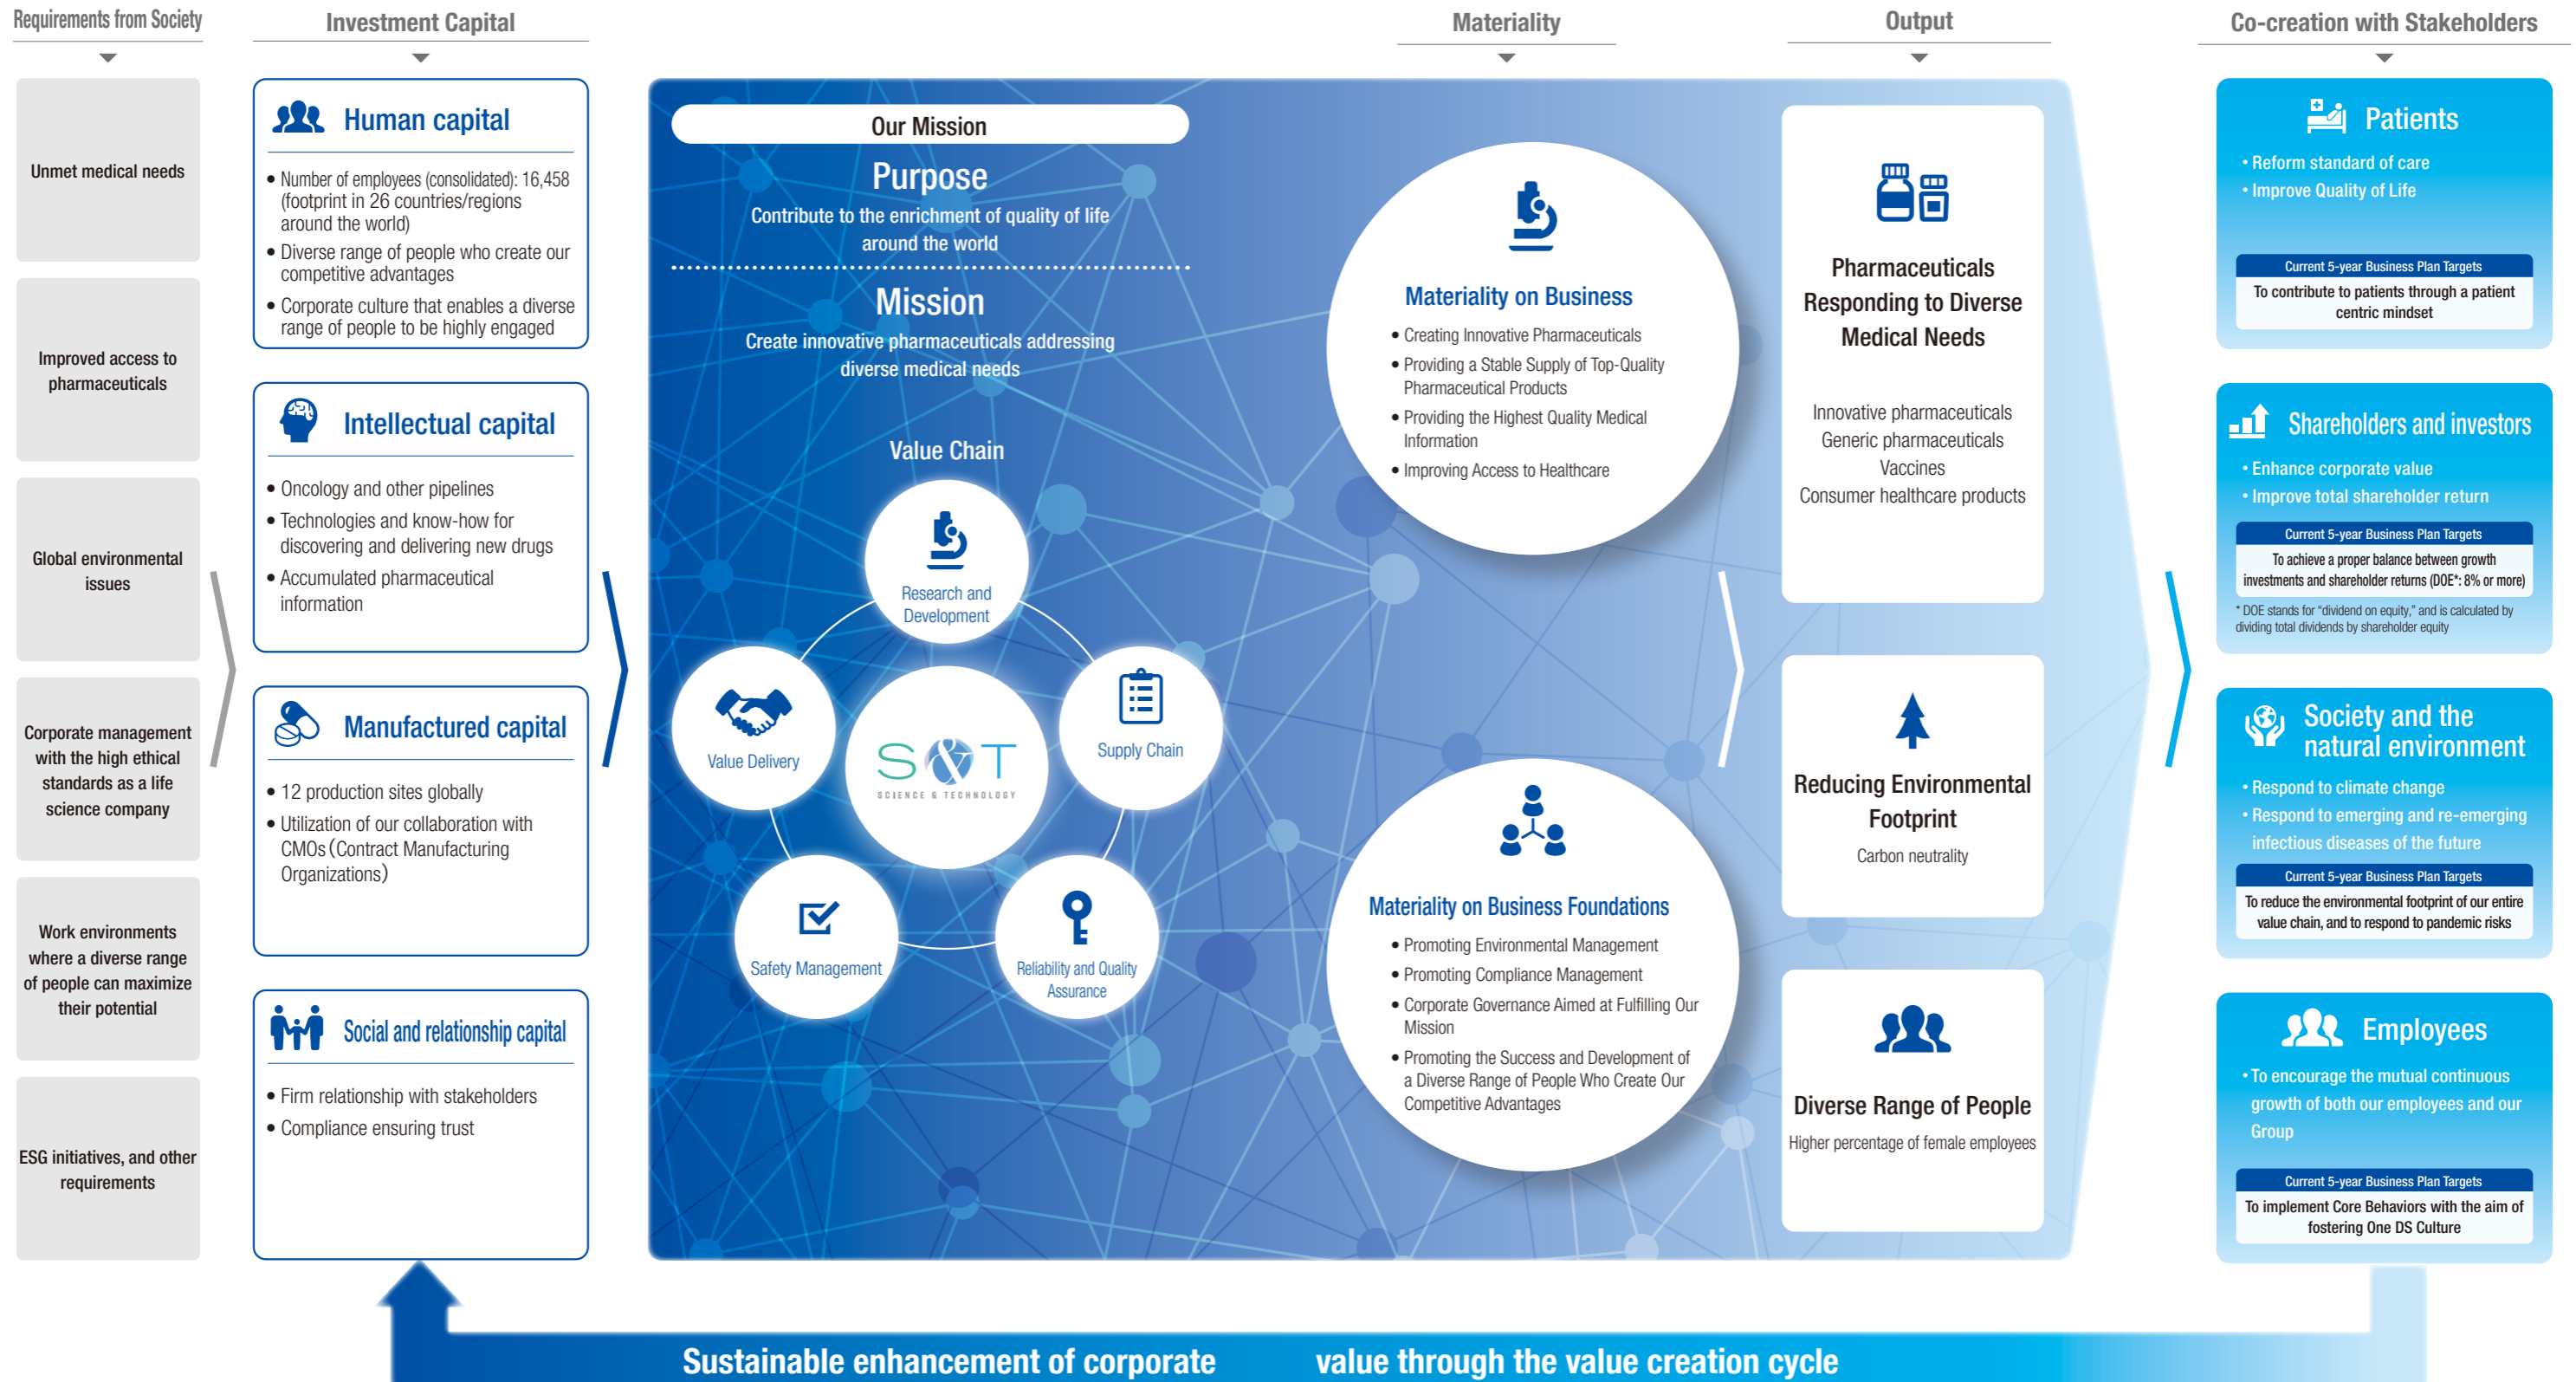 Requirements from Society
Unmet medical needs
Improved access to
pharmaceuticals
Global environmental
issues
Corporate management
with the high ethical
standards as a life
science company
Work environments
where a diverse range
of people can maximize
their potential
ESG initiatives, and other
requirements
Investment Capital
Human capital
• Number of employees (consolidated): 16,458
(footprint in 26 countries/regions
around the world)
• Diverse range of people who create our
competitive advantages
• Corporate culture that enables a diverse
range of people to be highly engaged
Intellectual capital
• Oncology and other pipelines
• Technologies and know-how for
discovering and delivering new drugs
• Accumulated pharmaceutical
information
Manufactured capital
• 12 production sites globally
• Utilization of our collaboration with
CMOs (Contract Manufacturing
Organizations)
Social and relationship capital
• Firm relationship with stakeholders
• Compliance ensuring trust
Our Mission
Purpose
Contribute to the enrichment of quality of life
around the world
Mission
Create innovative pharmaceuticals addressing
diverse medical needs
Value Chain
Research and
Development
Value Delivery
Supply Chain
S&T
SCIENCE & TECHNOLOGY
Safety Management
Reliability and Quality
Assurance
Materiality
Materiality on Business
• Creating Innovative Pharmaceuticals
• Providing a Stable Supply of Top-Quality
Pharmaceutical Products
• Providing the Highest Quality Medical
Information
• Improving Access to Healthcare
Materiality on Business Foundations
• Promoting Environmental Management
• Promoting Compliance Management
• Corporate Governance Aimed at Fulfilling Our
Mission
• Promoting the Success and Development of
a Diverse Range of People Who Create Our
Competitive Advantages
Output
Pharmaceuticals
Responding to Diverse
Medical Needs
Innovative pharmaceuticals
Generic pharmaceuticals
Vaccines
Consumer healthcare products
Reducing Environmental
Footprint
Carbon neutrality
Diverse Range of People
Higher percentage of female employees
Co-creation with Stakeholders
Patients
• Reform standard of care
• Improve Quality of Life
Current 5-year Business Plan Targets
To contribute to patients through a patient
centric mindset
Shareholders and investors
• Enhance corporate value
• Improve total shareholder return
Current 5-year Business Plan Targets
To achieve a proper balance between growth
investments and shareholder returns (DOE*: 8% or more)
* DOE stands for “dividend on equity,” and is calculated by
dividing total dividends by shareholder equity
Society and the
natural environment
• Respond to climate change
• Respond to emerging and re-emerging
infectious diseases of the future
Current 5-year Business Plan Targets
To reduce the environmental footprint of our entire
value chain, and to respond to pandemic risks
Employees
• To encourage the mutual continuous
growth of both our employees and our
Group
Current 5-year Business Plan Targets
To implement Core Behaviors with the aim of
fostering One DS Culture
Sustainable enhancement of corporate value through the value creation cycle